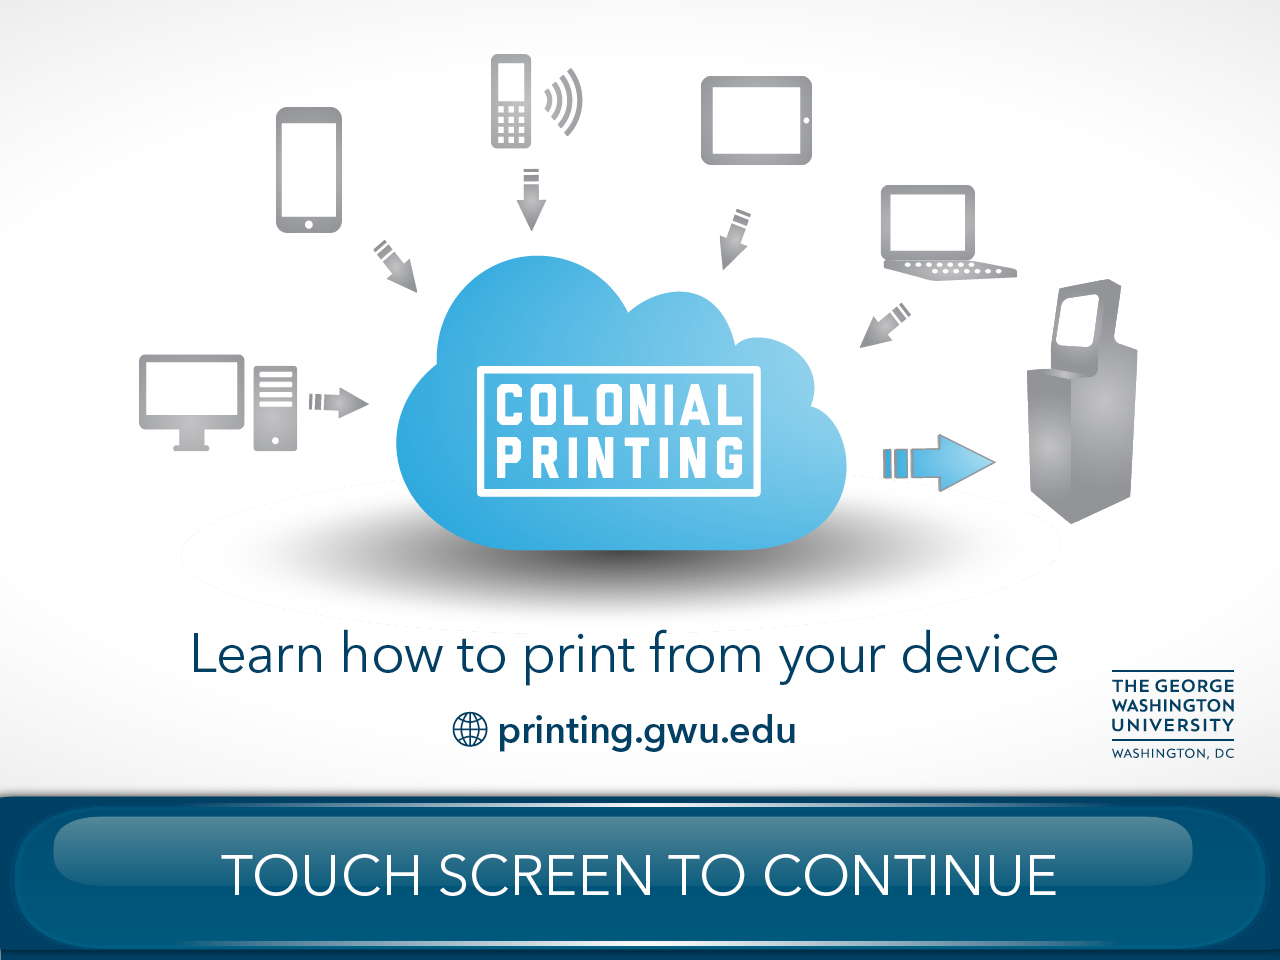 COLONIAL
PRINTING
Learn how to print from your device
printing.gwu.edu
THE GEORGE
WASHINGTON
UNIVERSITY
WASHINGTON, DC
TOUCH SCREEN TO CONTINUE